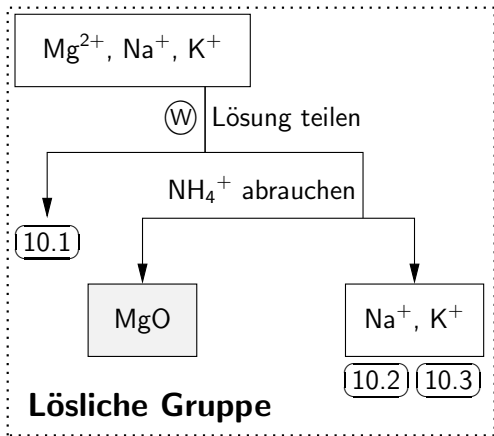 Mg²⁺, Na⁺, K⁺
W Lösung teilen
NH₄⁺ abrauchen
10.1
MgO
Na⁺, K⁺
10.2 10.3
Lösliche Gruppe